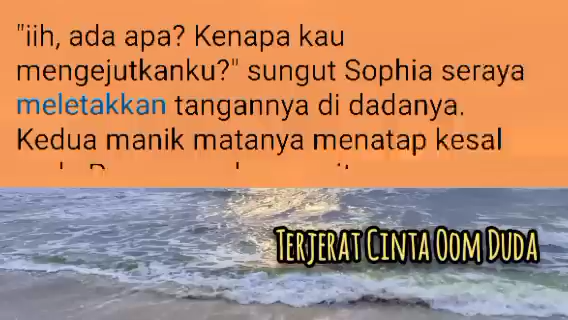 "iih, ada apa? Kenapa kau
mengejutkanku?" sungut Sophia seraya
meletakkan tangannya di dadanya.
Kedua manik matanya menatap kesal
TERJERAT CINTA OOM DUDA